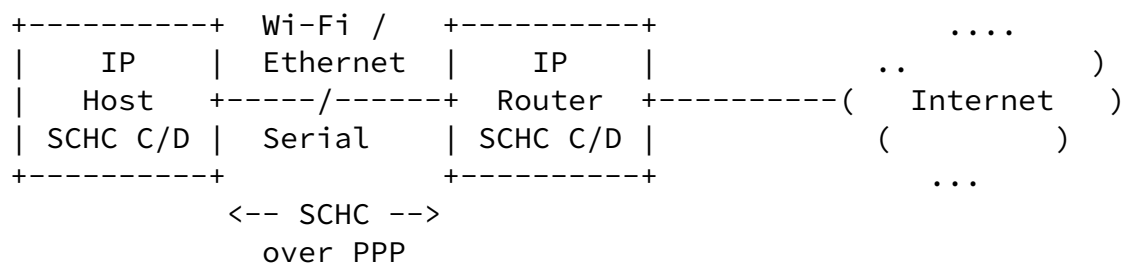 +----------+  Wi-Fi /   +----------+                ....
|    IP    |  Ethernet  |    IP    |            ..          )
|   Host   +-----/------+  Router  +----------(   Internet   )
| SCHC C/D |  Serial    | SCHC C/D |            (         )
+----------+            +----------+               ...
<-- SCHC -->
over PPP